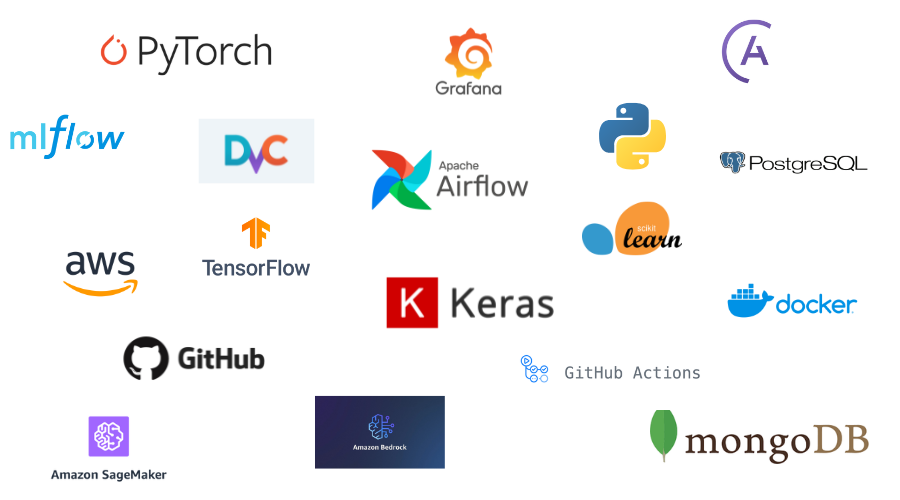 PyTorch
Grafana
A
mlflow
DVC
Apache
Airflow
PostgreSQL
scikit
learn
aws
TF
TensorFlow
K Keras
docker
GitHub
GitHub Actions
Amazon SageMaker
Amazon Bedrock
mongoDB